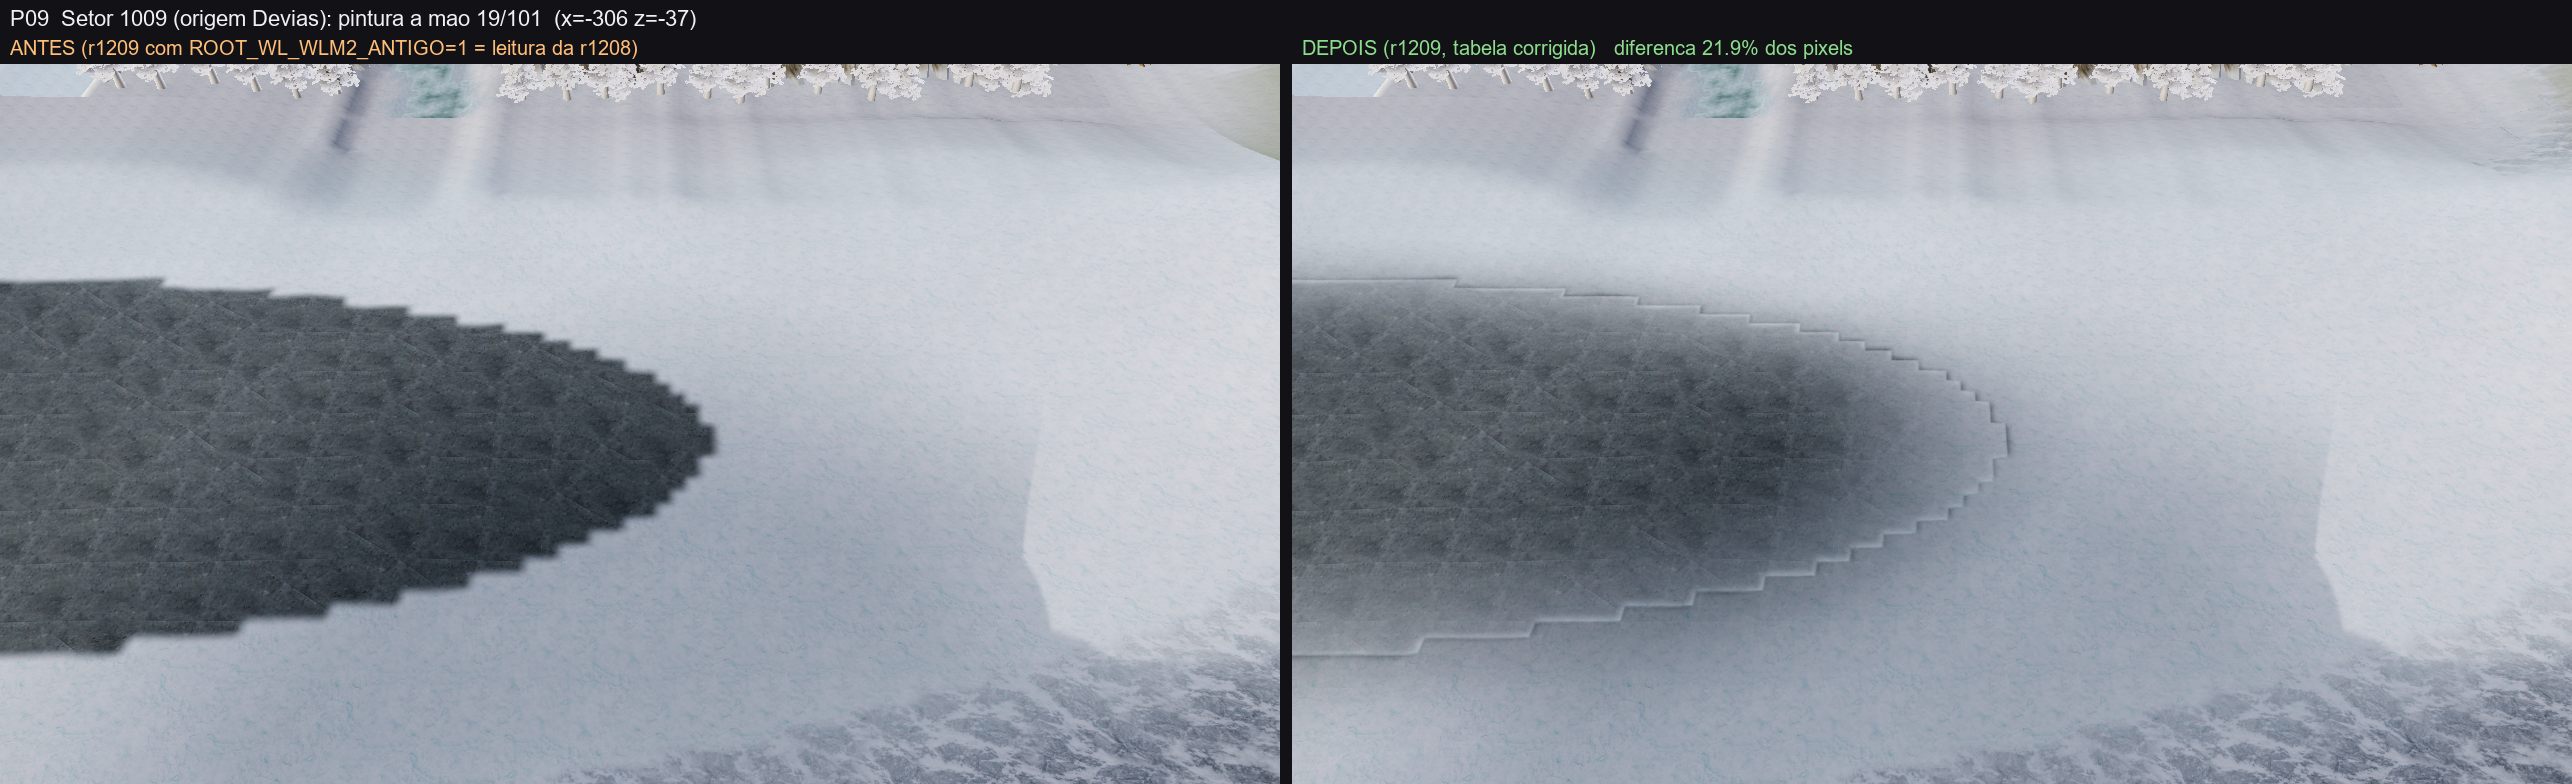 P09  Setor 1009 (origem Devias): pintura a mao 19/101  (x=-306 z=-37)
ANTES (r1209 com ROOT_WL_WLM2_ANTIGO=1 = leitura da r1208)
DEPOIS (r1209, tabela corrigida)   diferenca 21.9% dos pixels